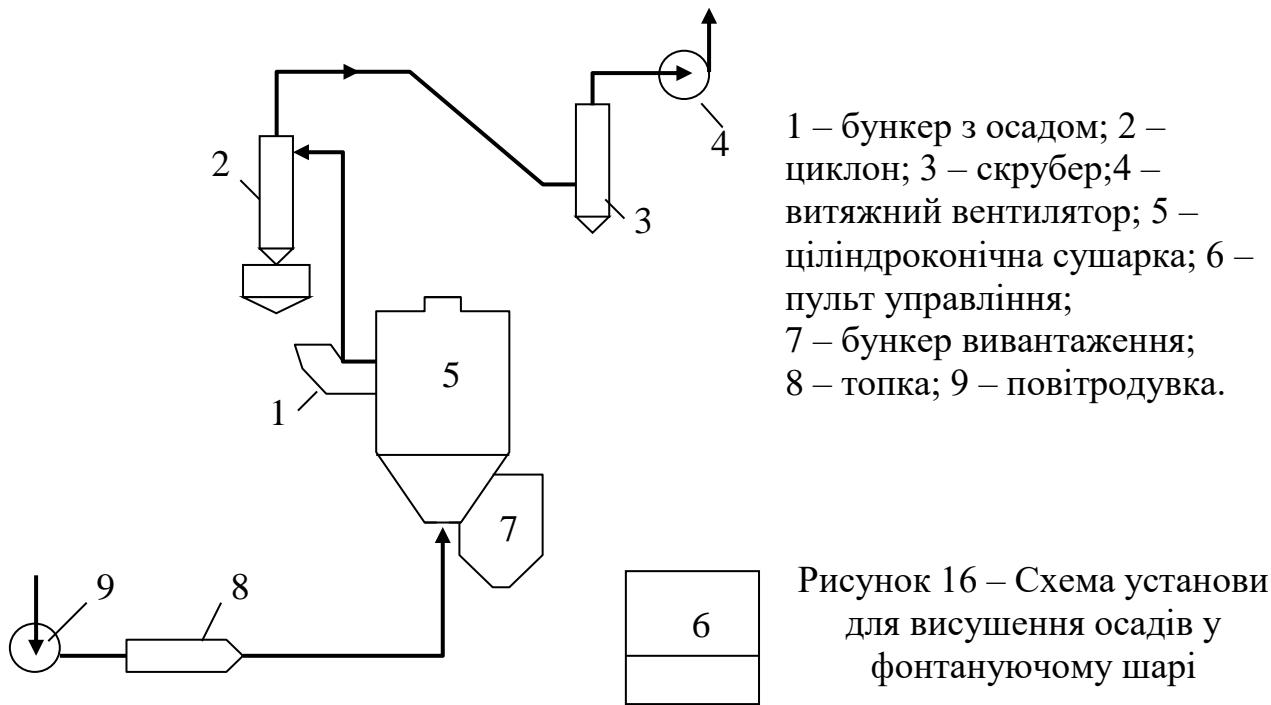 4
1 – бункер з осадом; 2 –
циклон; 3 – скрубер;4 –
витяжний вентилятор; 5 –
ціліндроконічна сушарка; 6 –
пульт управління;
7 – бункер вивантаження;
8 – топка; 9 – повітродувка.
2
3
5
1
7
9
8
6
Рисунок 16 – Схема установи
для висушення осадів у
фонтануючому шарі